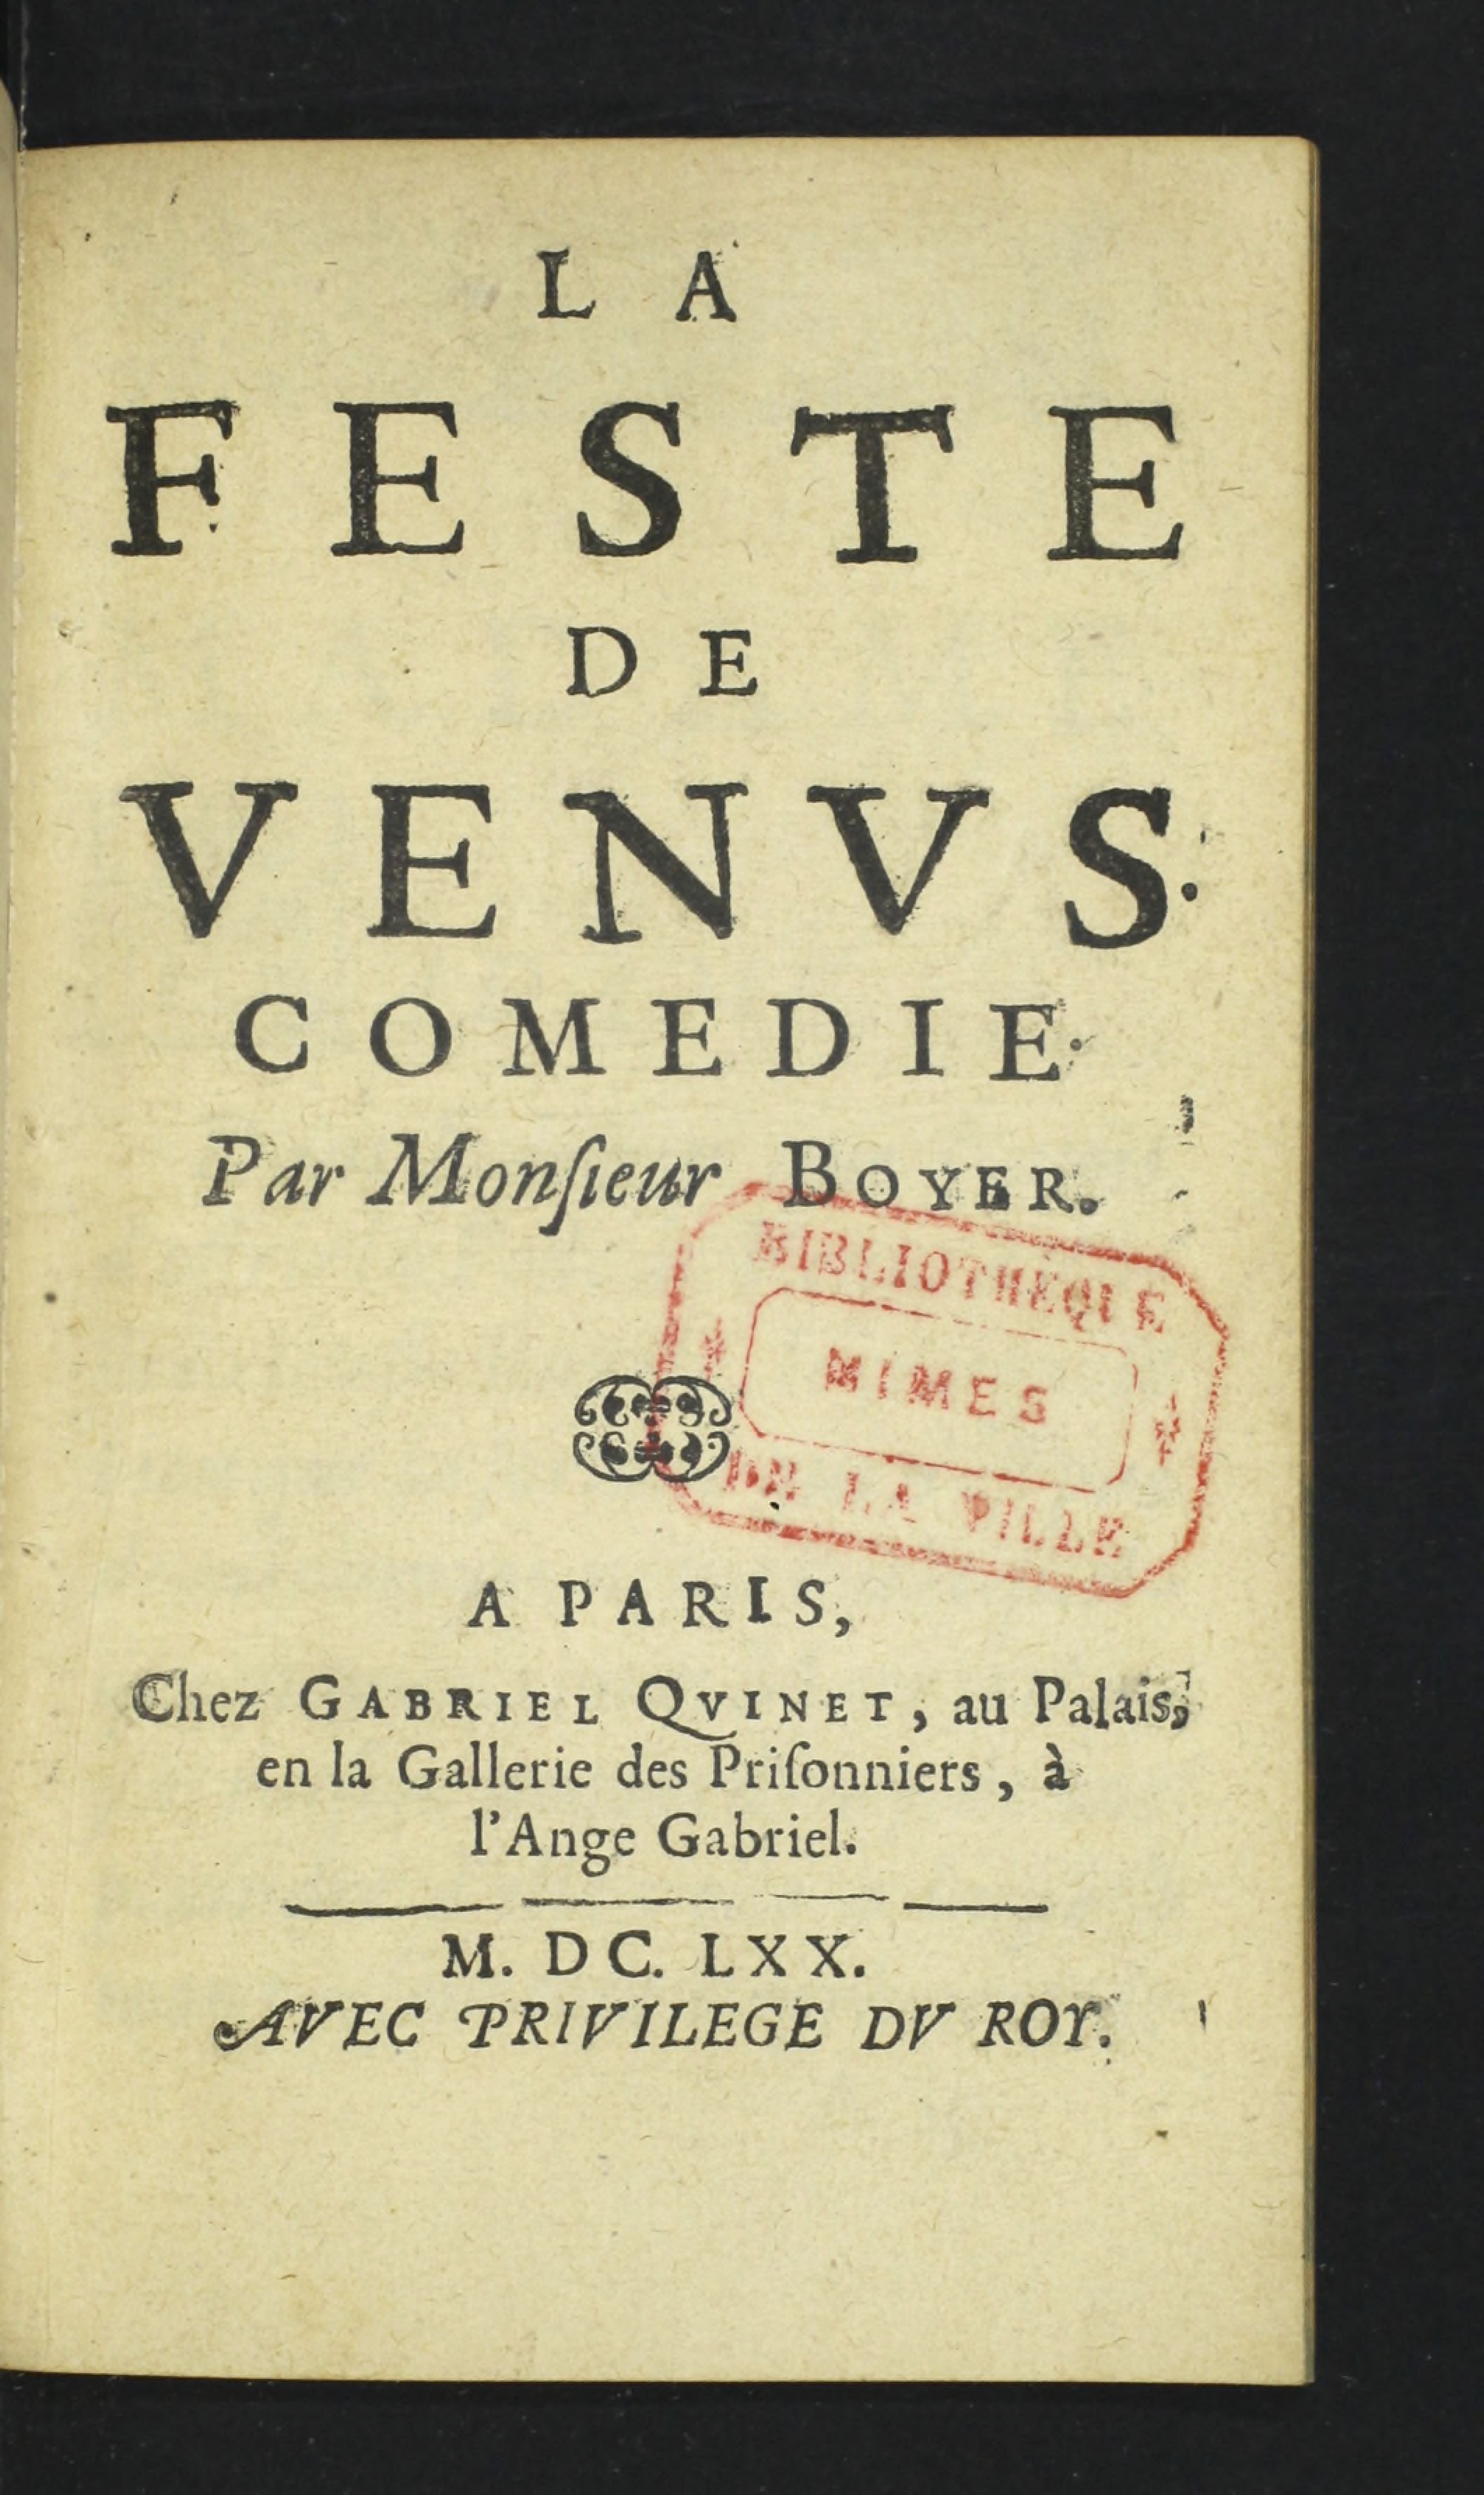 LA
FESTE
DE
VENVS.
COMEDIE.
Par Monſieur BOYER.
BIBLIOTHÈQUE
NIMES
DE LA VILLE
A PARIS,
Chez GABRIEL QVINET, au Palais,
en la Gallerie des Priſonniers, à
l'Ange Gabriel.
M. DC. LXX.
AVEC PRIVILEGE DV ROY.